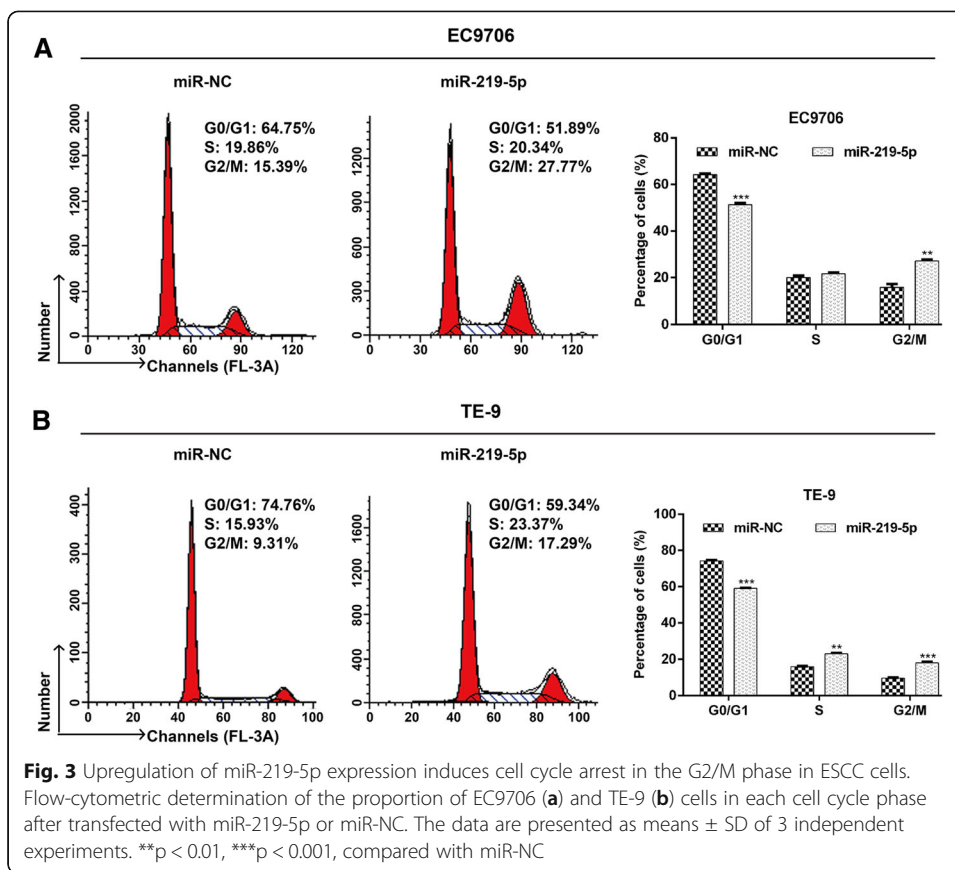 A
EC9706
miR-NC
G0/G1: 64.75%
S: 19.86%
G2/M: 15.39%
Number
0 400 800 1200 1600 2000
0 30 60 90 120
Channels (FL-3A)
miR-219-5p
G0/G1: 51.89%
S: 20.34%
G2/M: 27.77%
0 300 600 900 1200
0 30 60 90 120
EC9706
miR-NC
miR-219-5p
Percentage of cells (%)
80
60
40
20
0
***
**
G0/G1 S G2/M
B
TE-9
miR-NC
G0/G1: 74.76%
S: 15.93%
G2/M: 9.31%
Number
0 100 200 300 400
0 20 40 60 80 100
Channels (FL-3A)
miR-219-5p
G0/G1: 59.34%
S: 23.37%
G2/M: 17.29%
0 400 800 1200 1600
0 20 40 60 80 100
TE-9
miR-NC
miR-219-5p
Percentage of cells (%)
100
80
60
40
20
0
***
**
***
G0/G1 S G2/M
Fig. 3 Upregulation of miR-219-5p expression induces cell cycle arrest in the G2/M phase in ESCC cells.
Flow-cytometric determination of the proportion of EC9706 (a) and TE-9 (b) cells in each cell cycle phase
after transfected with miR-219-5p or miR-NC. The data are presented as means ± SD of 3 independent
experiments. **p < 0.01, ***p < 0.001, compared with miR-NC